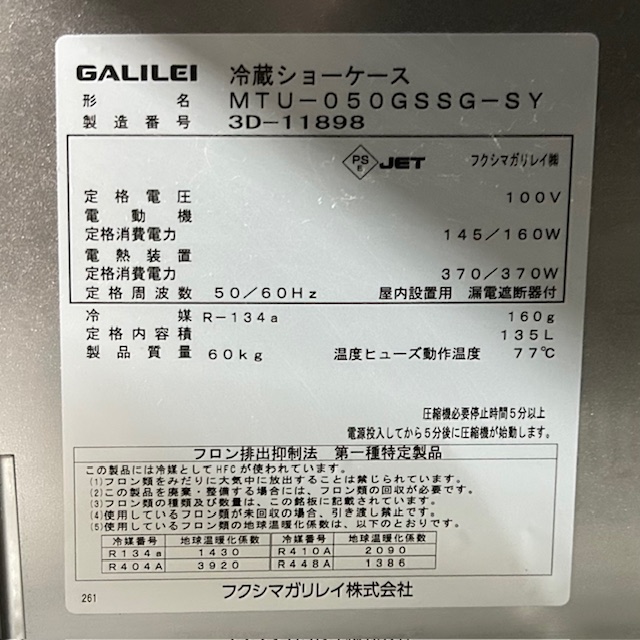 GALILEI 冷蔵ショーケース
形 名 MTU-050GSSG-SY
製造番号 3D-11898
PS E JET フクシマガリレイ㈱
定格電圧 100V
電動機
定格消費電力 145/160W
電熱装置
定格消費電力 370/370W
定格周波数 50/60Hz 屋内設置用 漏電遮断器付
冷 媒 R-134a 160g
定格内容積 135L
製品質量 60kg 温度ヒューズ動作温度 77℃
圧縮機必要停止時間5分以上
電源投入してから5分後に圧縮機が始動します。
フロン排出抑制法 第一種特定製品
この製品には冷媒としてHFCが使われています。
(1)フロン類をみだりに大気中に放出することは禁じられています。
(2)この製品を廃棄・整備する場合には、フロン類の回収が必要です。
(3)フロン類の種類及び数量は、この銘板に記載されています。
(4)使用しているフロン類が未回収の場合、引き渡し禁止です。
(5)使用しているフロン類の地球温暖化係数は、以下のとおりです。
冷媒番号 地球温暖化係数 冷媒番号 地球温暖化係数
R134a 1430 R410A 2090
R404A 3920 R448A 1386
261 フクシマガリレイ株式会社